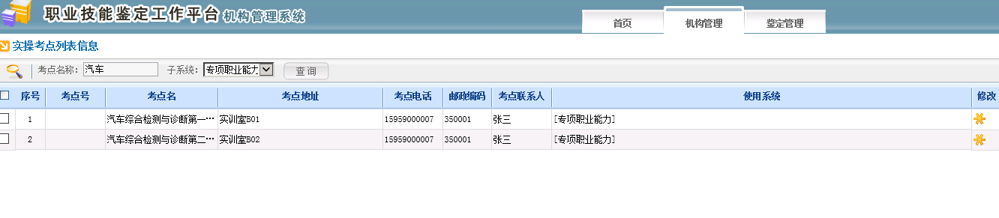 职业技能鉴定工作平台 机构管理系统
首页 机构管理 鉴定管理
实操考点列表信息
考点名称: 汽车 子系统: 专项职业能力 查 询
序号 考点号 考点名 考点地址 考点电话 邮政编码 考点联系人 使用系统 修改
1 汽车综合检测与诊断第一… 实训室B01 15959000007 350001 张三 [专项职业能力]
2 汽车综合检测与诊断第二… 实训室B02 15959000007 350001 张三 [专项职业能力]